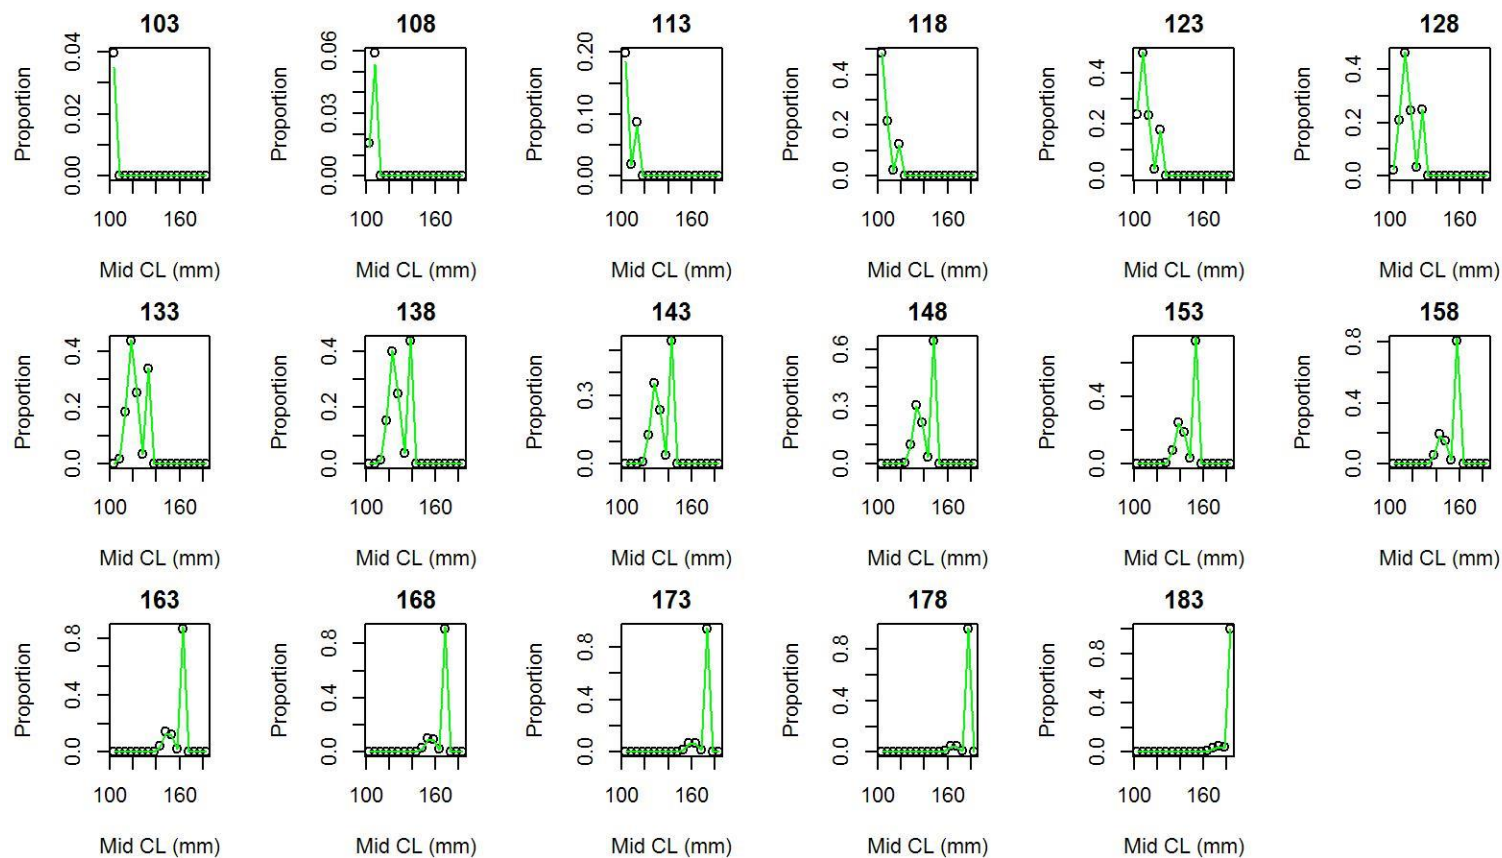 103 108 113 118 123 128
Proportion Proportion Proportion Proportion Proportion Proportion
0.00 0.02 0.04 0.00 0.03 0.06 0.00 0.10 0.20 0.0 0.2 0.4 0.0 0.2 0.4 0.0 0.2 0.4
100 160 100 160 100 160 100 160 100 160 100 160
Mid CL (mm) Mid CL (mm) Mid CL (mm) Mid CL (mm) Mid CL (mm) Mid CL (mm)
133 138 143 148 153 158
Proportion Proportion Proportion Proportion Proportion Proportion
0.0 0.2 0.4 0.0 0.2 0.4 0.0 0.3 0.0 0.3 0.6 0.0 0.4 0.0 0.4 0.8
100 160 100 160 100 160 100 160 100 160 100 160
Mid CL (mm) Mid CL (mm) Mid CL (mm) Mid CL (mm) Mid CL (mm) Mid CL (mm)
163 168 173 178 183
Proportion Proportion Proportion Proportion Proportion
0.0 0.4 0.8 0.0 0.4 0.8 0.0 0.4 0.8 0.0 0.4 0.8 0.0 0.4 0.8
100 160 100 160 100 160 100 160 100 160
Mid CL (mm) Mid CL (mm) Mid CL (mm) Mid CL (mm) Mid CL (mm)